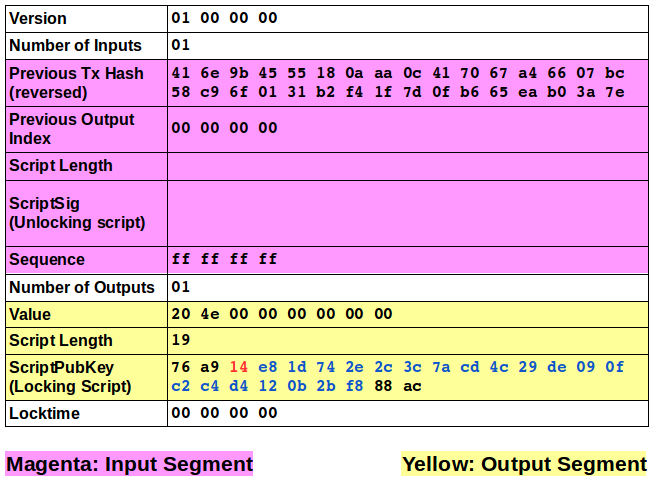 Version 01 00 00 00
Number of Inputs 01
Previous Tx Hash 41 6e 9b 45 55 18 0a aa 0c 41 70 67 a4 66 07 bc
(reversed) 58 c9 6f 01 31 b2 f4 1f 7d 0f b6 65 ea b0 3a 7e
Previous Output
Index
00 00 00 00
Script Length
ScriptSig
(Unlocking script)
Sequence ff ff ff ff
Number of Outputs 01
Value 20 4e 00 00 00 00 00 00
Script Length 19
ScriptPubKey 76 a9 14 e8 1d 74 2e 2c 3c 7a cd 4c 29 de 09 0f
(Locking Script) c2 c4 d4 12 0b 2b f8 88 ac
Locktime 00 00 00 00
Magenta: Input Segment Yellow: Output Segment